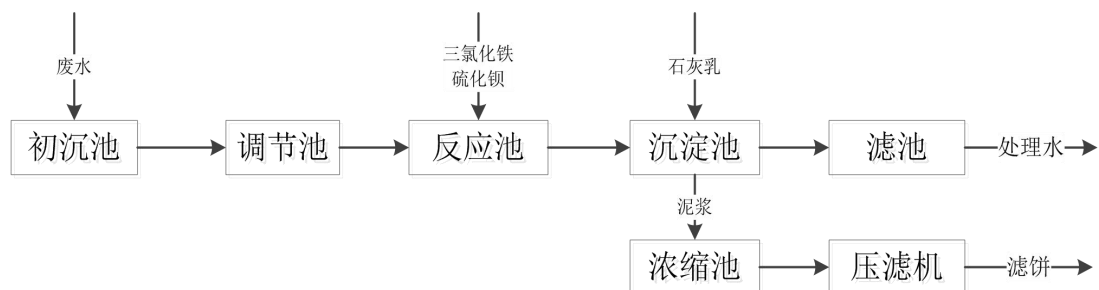 废水
三氯化铁
硫化钡
石灰乳
初沉池
调节池
反应池
沉淀池
滤池
处理水
泥浆
浓缩池
压滤机
滤饼